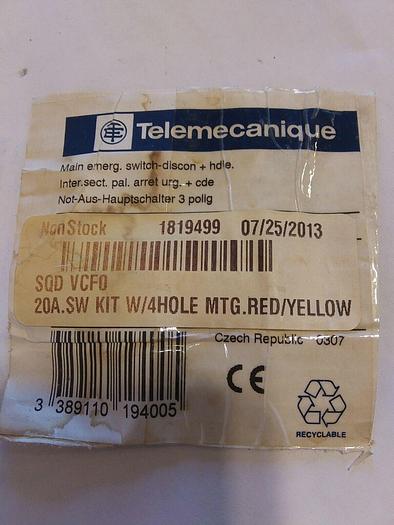 Telemecanique
Main emerg. switch-discon + hdle.
Inter.sect. pal. arret urg. + cde
Not-Aus-Hauptschalter 3 polig
NonStock 1819499 07/25/2013
SQD VCF0
20A.SW KIT W/4HOLE MTG.RED/YELLOW
Czech Republic 0307
CE
3 389110 194005
RECYCLABLE